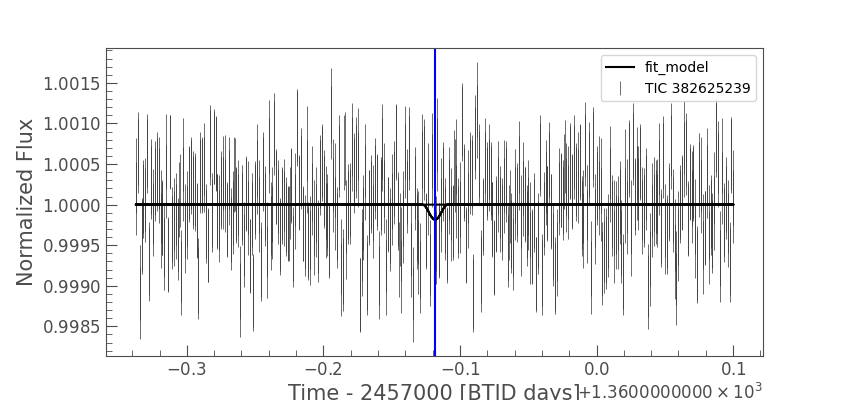 fit_model
TIC 382625239
Normalized Flux
1.0015
1.0010
1.0005
1.0000
0.9995
0.9990
0.9985
−0.3
−0.2
−0.1
0.0
0.1
Time - 2457000 [BTJD days]
+1.3600000000 × 10³